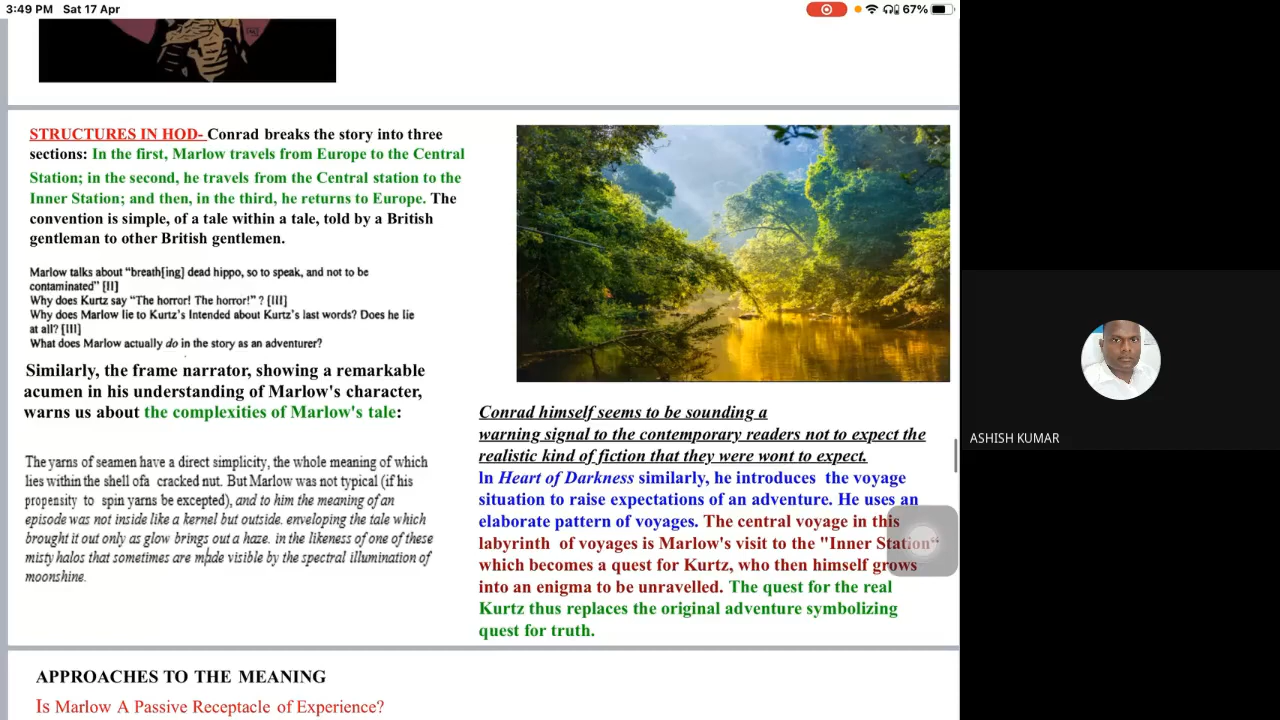 3:49 PM Sat 17 Apr
67%
STRUCTURES IN HOD- Conrad breaks the story into three
sections: In the first, Marlow travels from Europe to the Central
Station; in the second, he travels from the Central station to the
Inner Station; and then, in the third, he returns to Europe. The
convention is simple, of a tale within a tale, told by a British
gentleman to other British gentlemen.
Marlow talks about "breath[ing] dead hippo, so to speak, and not to be
contaminated" [II]
Why does Kurtz say "The horror! The horror!" ? [III]
Why does Marlow lie to Kurtz's Intended about Kurtz's last words? Does he lie
at all? [III]
What does Marlow actually do in the story as an adventurer?
Similarly, the frame narrator, showing a remarkable
acumen in his understanding of Marlow's character,
warns us about the complexities of Marlow's tale:
The yarns of seamen have a direct simplicity, the whole meaning of which
lies within the shell ofa cracked nut. But Marlow was not typical (if his
propensity to spin yarns be excepted), and to him the meaning of an
episode was not inside like a kernel but outside. enveloping the tale which
brought it out only as glow brings out a haze. in the likeness of one of these
misty halos that sometimes are made visible by the spectral illumination of
moonshine.
Conrad himself seems to be sounding a
warning signal to the contemporary readers not to expect the
realistic kind of fiction that they were wont to expect.
In Heart of Darkness similarly, he introduces the voyage
situation to raise expectations of an adventure. He uses an
elaborate pattern of voyages. The central voyage in this
labyrinth of voyages is Marlow's visit to the "Inner Station“
which becomes a quest for Kurtz, who then himself grows
into an enigma to be unravelled. The quest for the real
Kurtz thus replaces the original adventure symbolizing
quest for truth.
APPROACHES TO THE MEANING
Is Marlow A Passive Receptacle of Experience?
ASHISH KUMAR